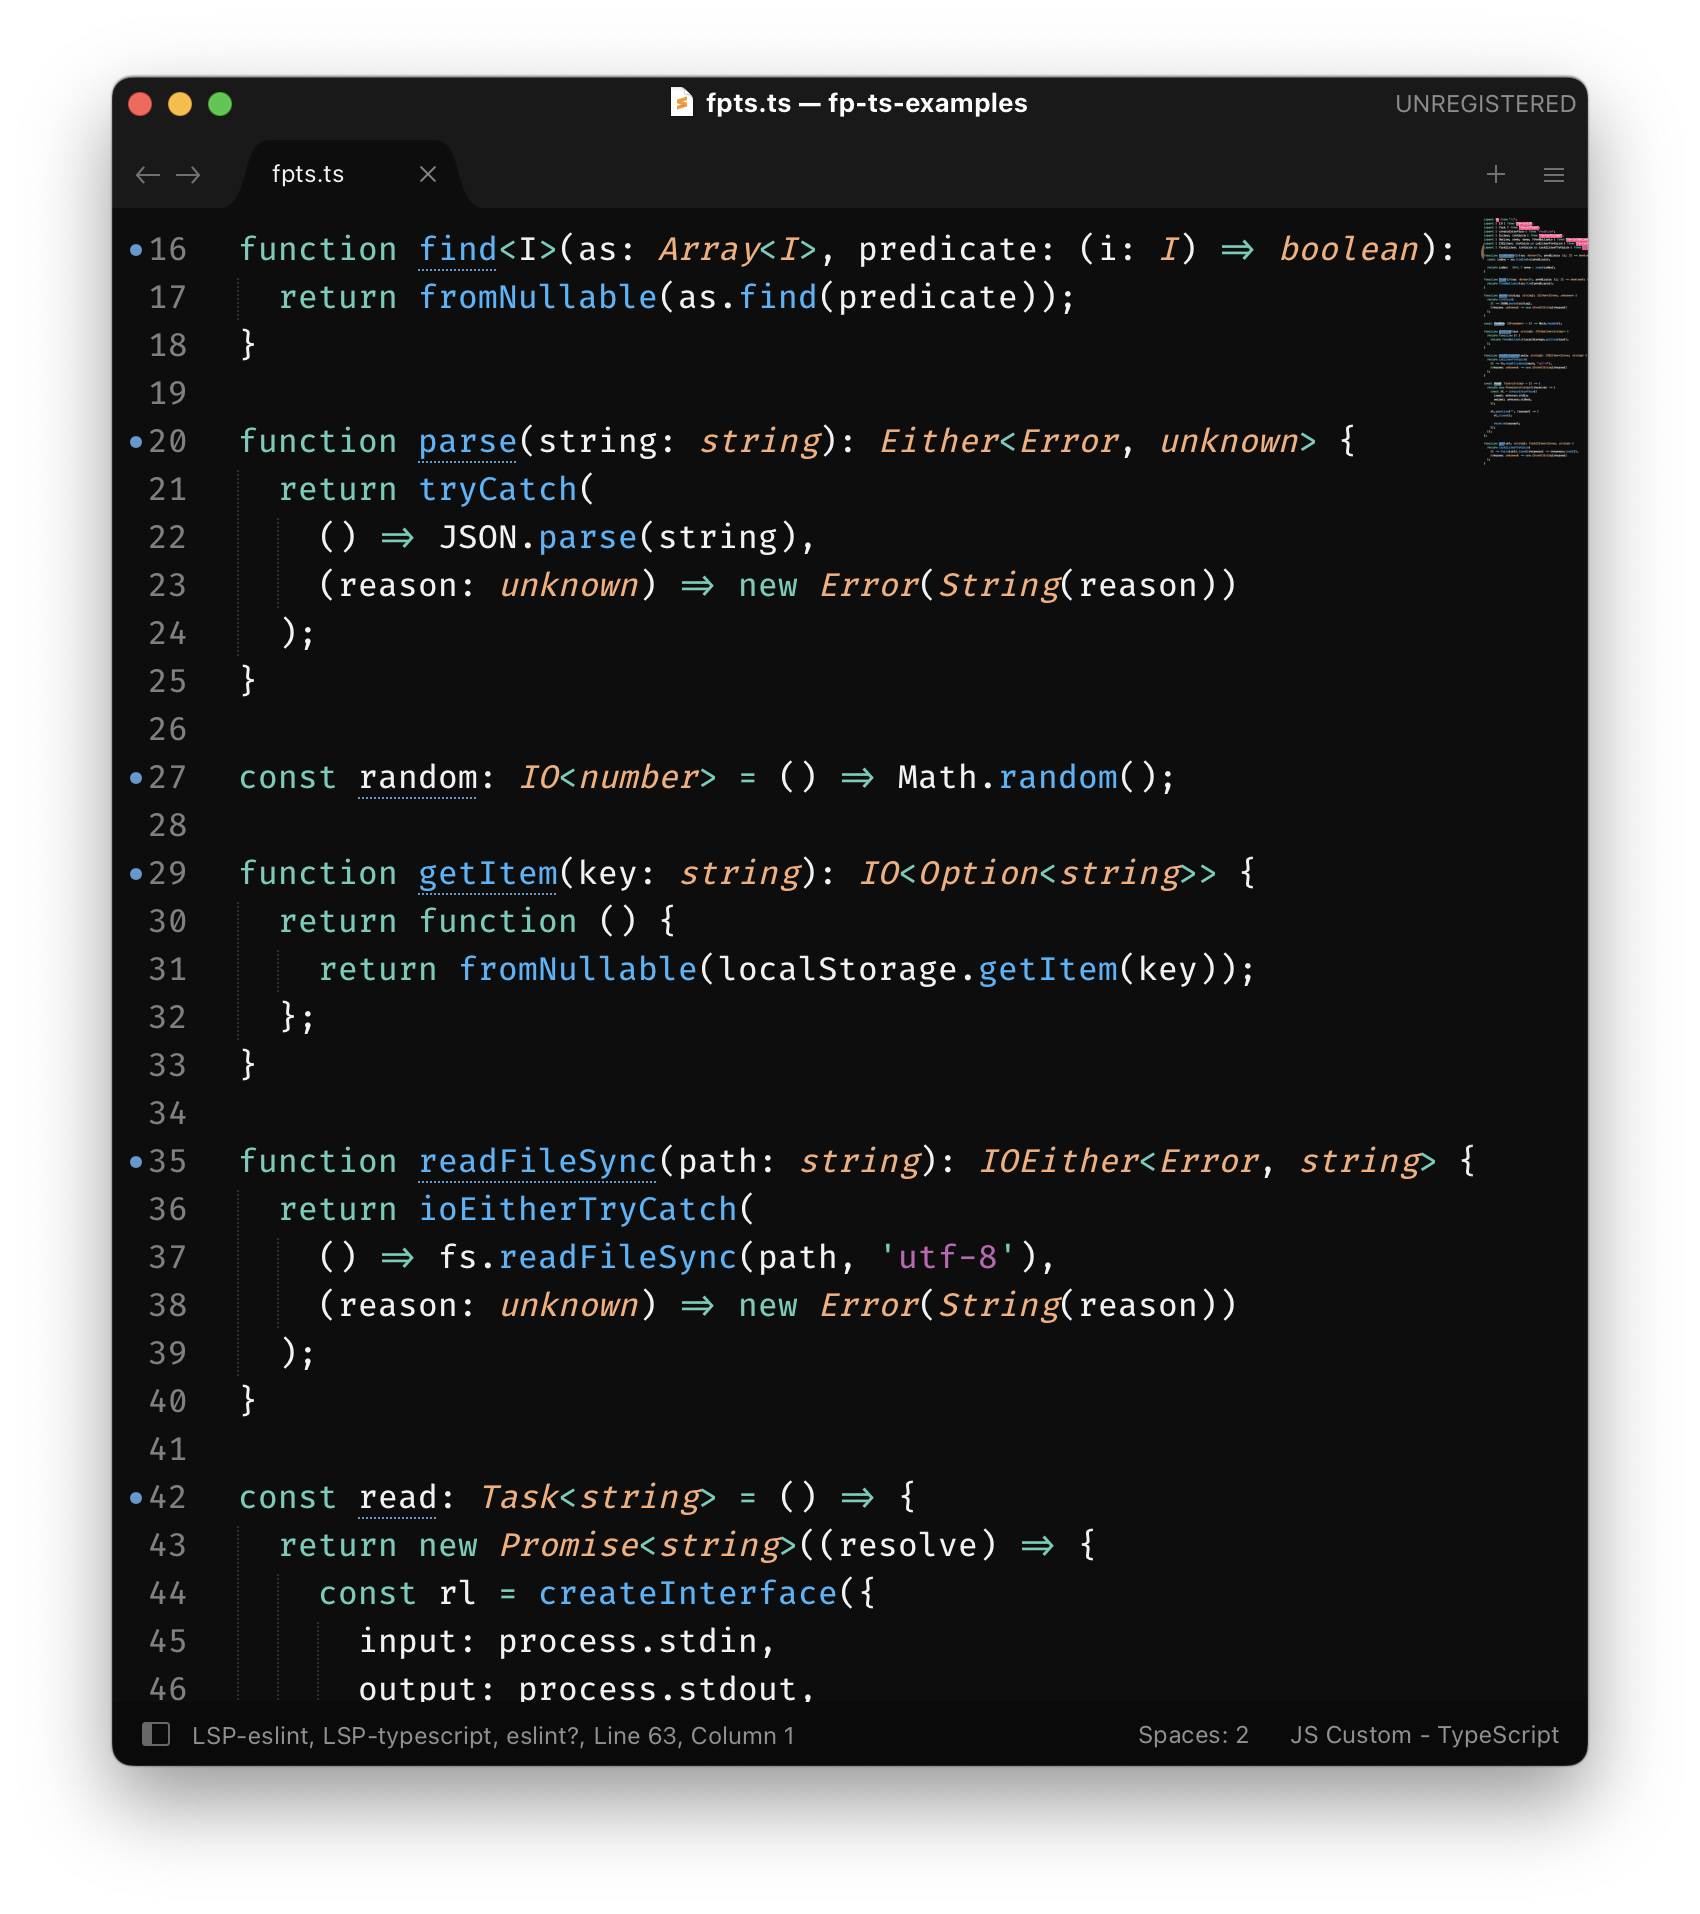 fpts.ts — fp-ts-examples
UNREGISTERED
fpts.ts
16 function find<I>(as: Array<I>, predicate: (i: I) => boolean):
17   return fromNullable(as.find(predicate));
18 }
19
20 function parse(string: string): Either<Error, unknown> {
21   return tryCatch(
22     () => JSON.parse(string),
23     (reason: unknown) => new Error(String(reason))
24   );
25 }
26
27 const random: IO<number> = () => Math.random();
28
29 function getItem(key: string): IO<Option<string>> {
30   return function () {
31     return fromNullable(localStorage.getItem(key));
32   };
33 }
34
35 function readFileSync(path: string): IOEither<Error, string> {
36   return ioEitherTryCatch(
37     () => fs.readFileSync(path, 'utf-8'),
38     (reason: unknown) => new Error(String(reason))
39   );
40 }
41
42 const read: Task<string> = () => {
43   return new Promise<string>((resolve) => {
44     const rl = createInterface({
45       input: process.stdin,
46       output: process.stdout,
LSP-eslint, LSP-typescript, eslint?, Line 63, Column 1
Spaces: 2
JS Custom - TypeScript